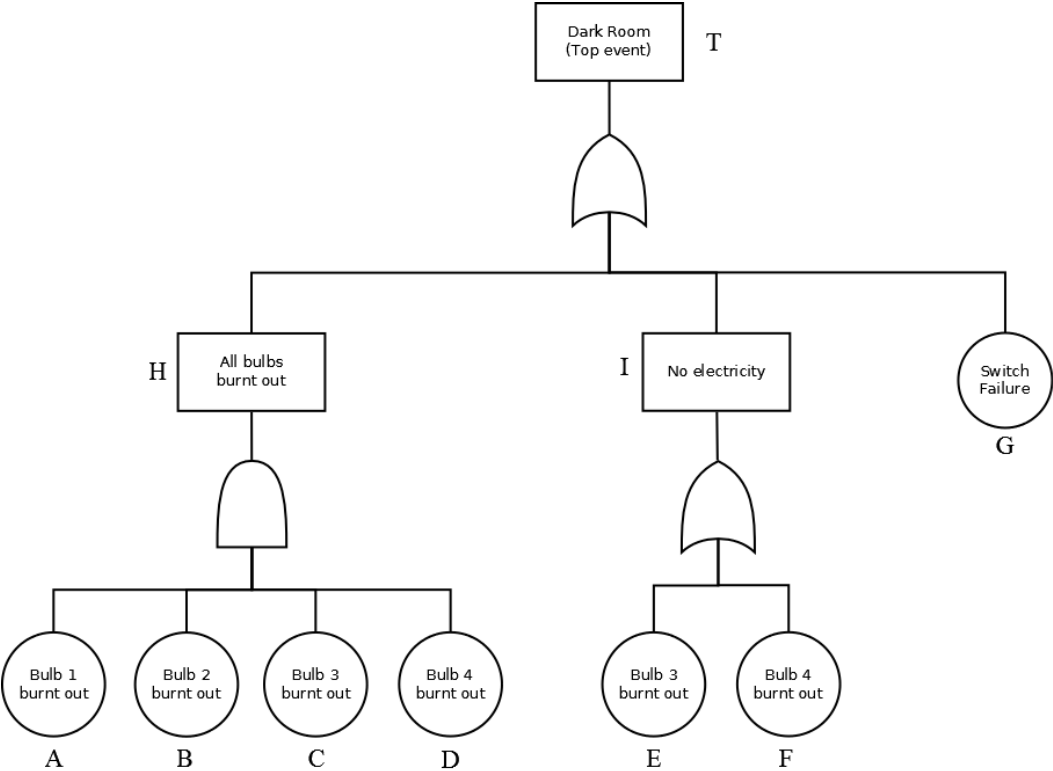 Dark Room
(Top event)
T
H
All bulbs
burnt out
I
No electricity
Switch
Failure
G
Bulb 1
burnt out
Bulb 2
burnt out
Bulb 3
burnt out
Bulb 4
burnt out
Bulb 3
burnt out
Bulb 4
burnt out
A
B
C
D
E
F